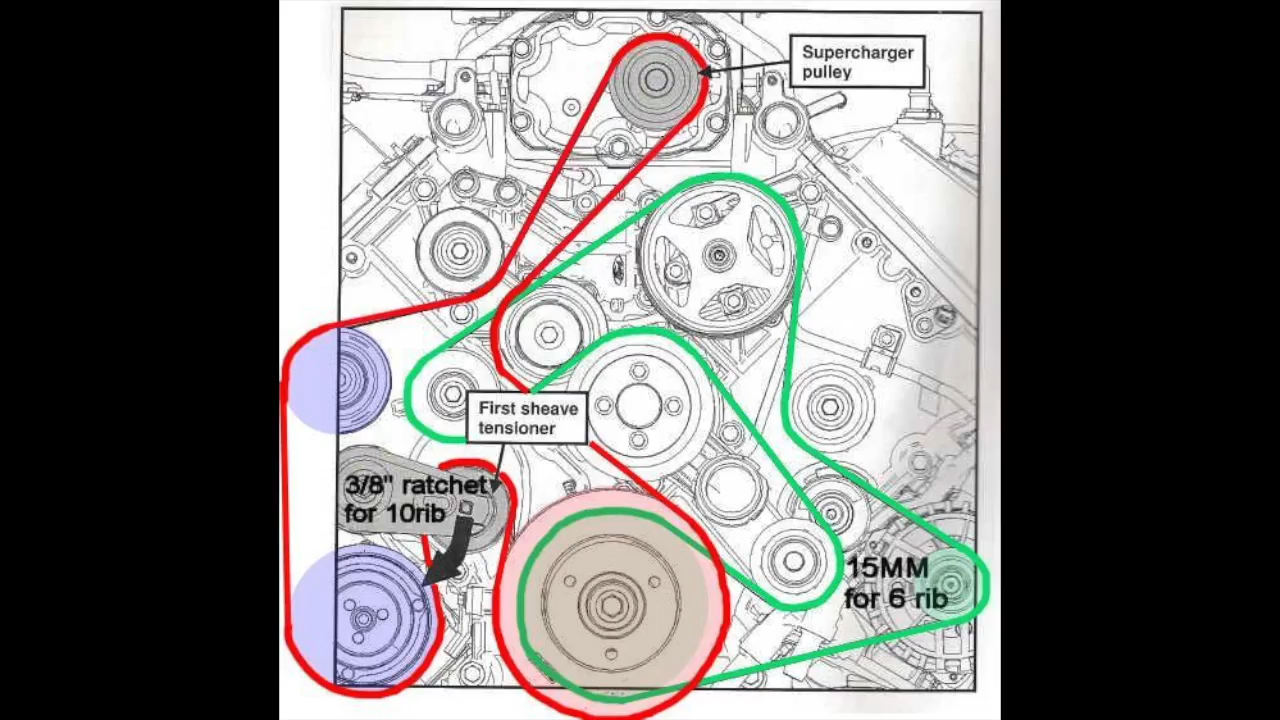 Supercharger
pulley
First sheave
tensioner
3/8" ratchet
for 10rib
15MM
for 6 rib